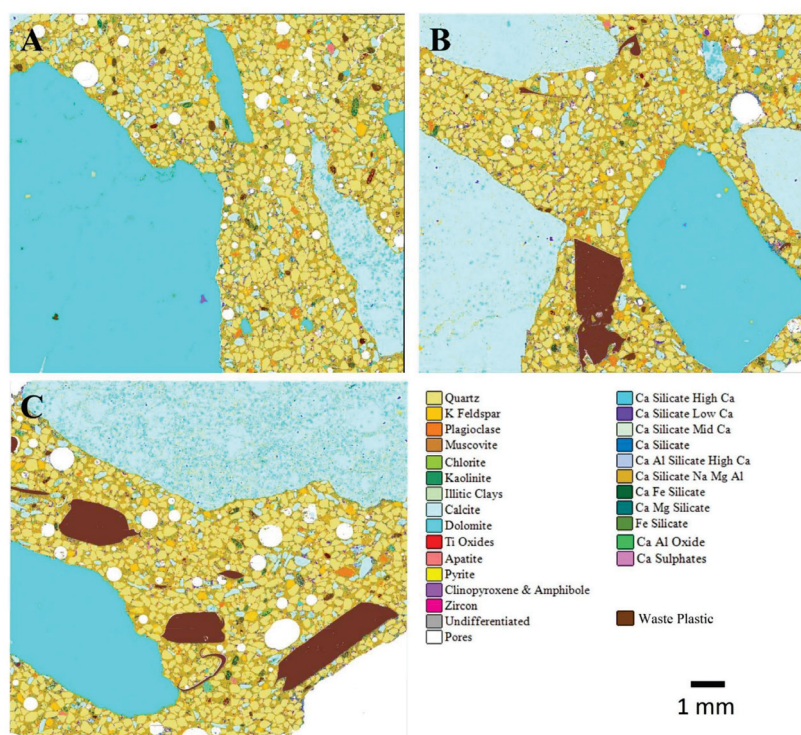 A
B
C
Quartz
K Feldspar
Plagioclase
Muscovite
Chlorite
Kaolinite
Illitic Clays
Calcite
Dolomite
Ti Oxides
Apatite
Pyrite
Clinopyroxene & Amphibole
Zircon
Undifferentiated
Pores
Ca Silicate High Ca
Ca Silicate Low Ca
Ca Silicate Mid Ca
Ca Silicate
Ca Al Silicate High Ca
Ca Silicate Na Mg Al
Ca Fe Silicate
Ca Mg Silicate
Fe Silicate
Ca Al Oxide
Ca Sulphates
Waste Plastic
1 mm